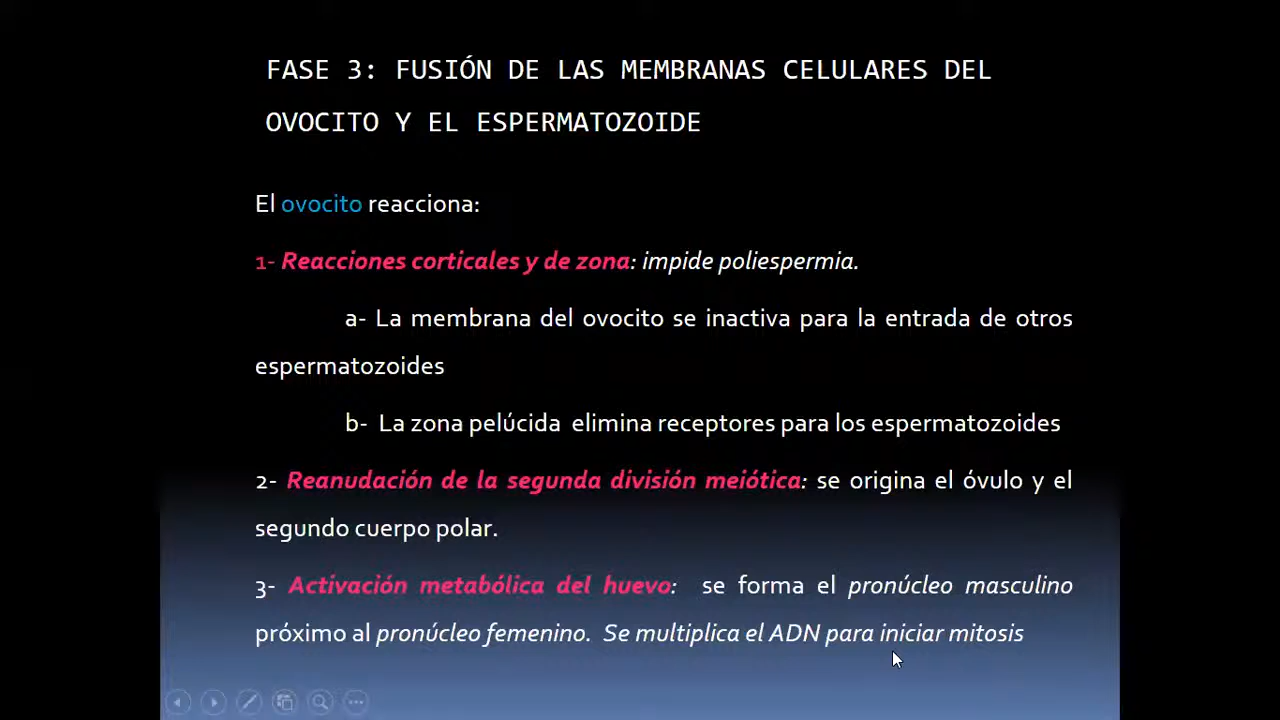 FASE 3: FUSIÓN DE LAS MEMBRANAS CELULARES DEL
OVOCITO Y EL ESPERMATOZOIDE
El ovocito reacciona:
1- Reacciones corticales y de zona: impide poliespermia.
a- La membrana del ovocito se inactiva para la entrada de otros
espermatozoides
b- La zona pelúcida elimina receptores para los espermatozoides
2- Reanudación de la segunda división meiótica: se origina el óvulo y el
segundo cuerpo polar.
3- Activación metabólica del huevo: se forma el pronúcleo masculino
próximo al pronúcleo femenino. Se multiplica el ADN para iniciar mitosis